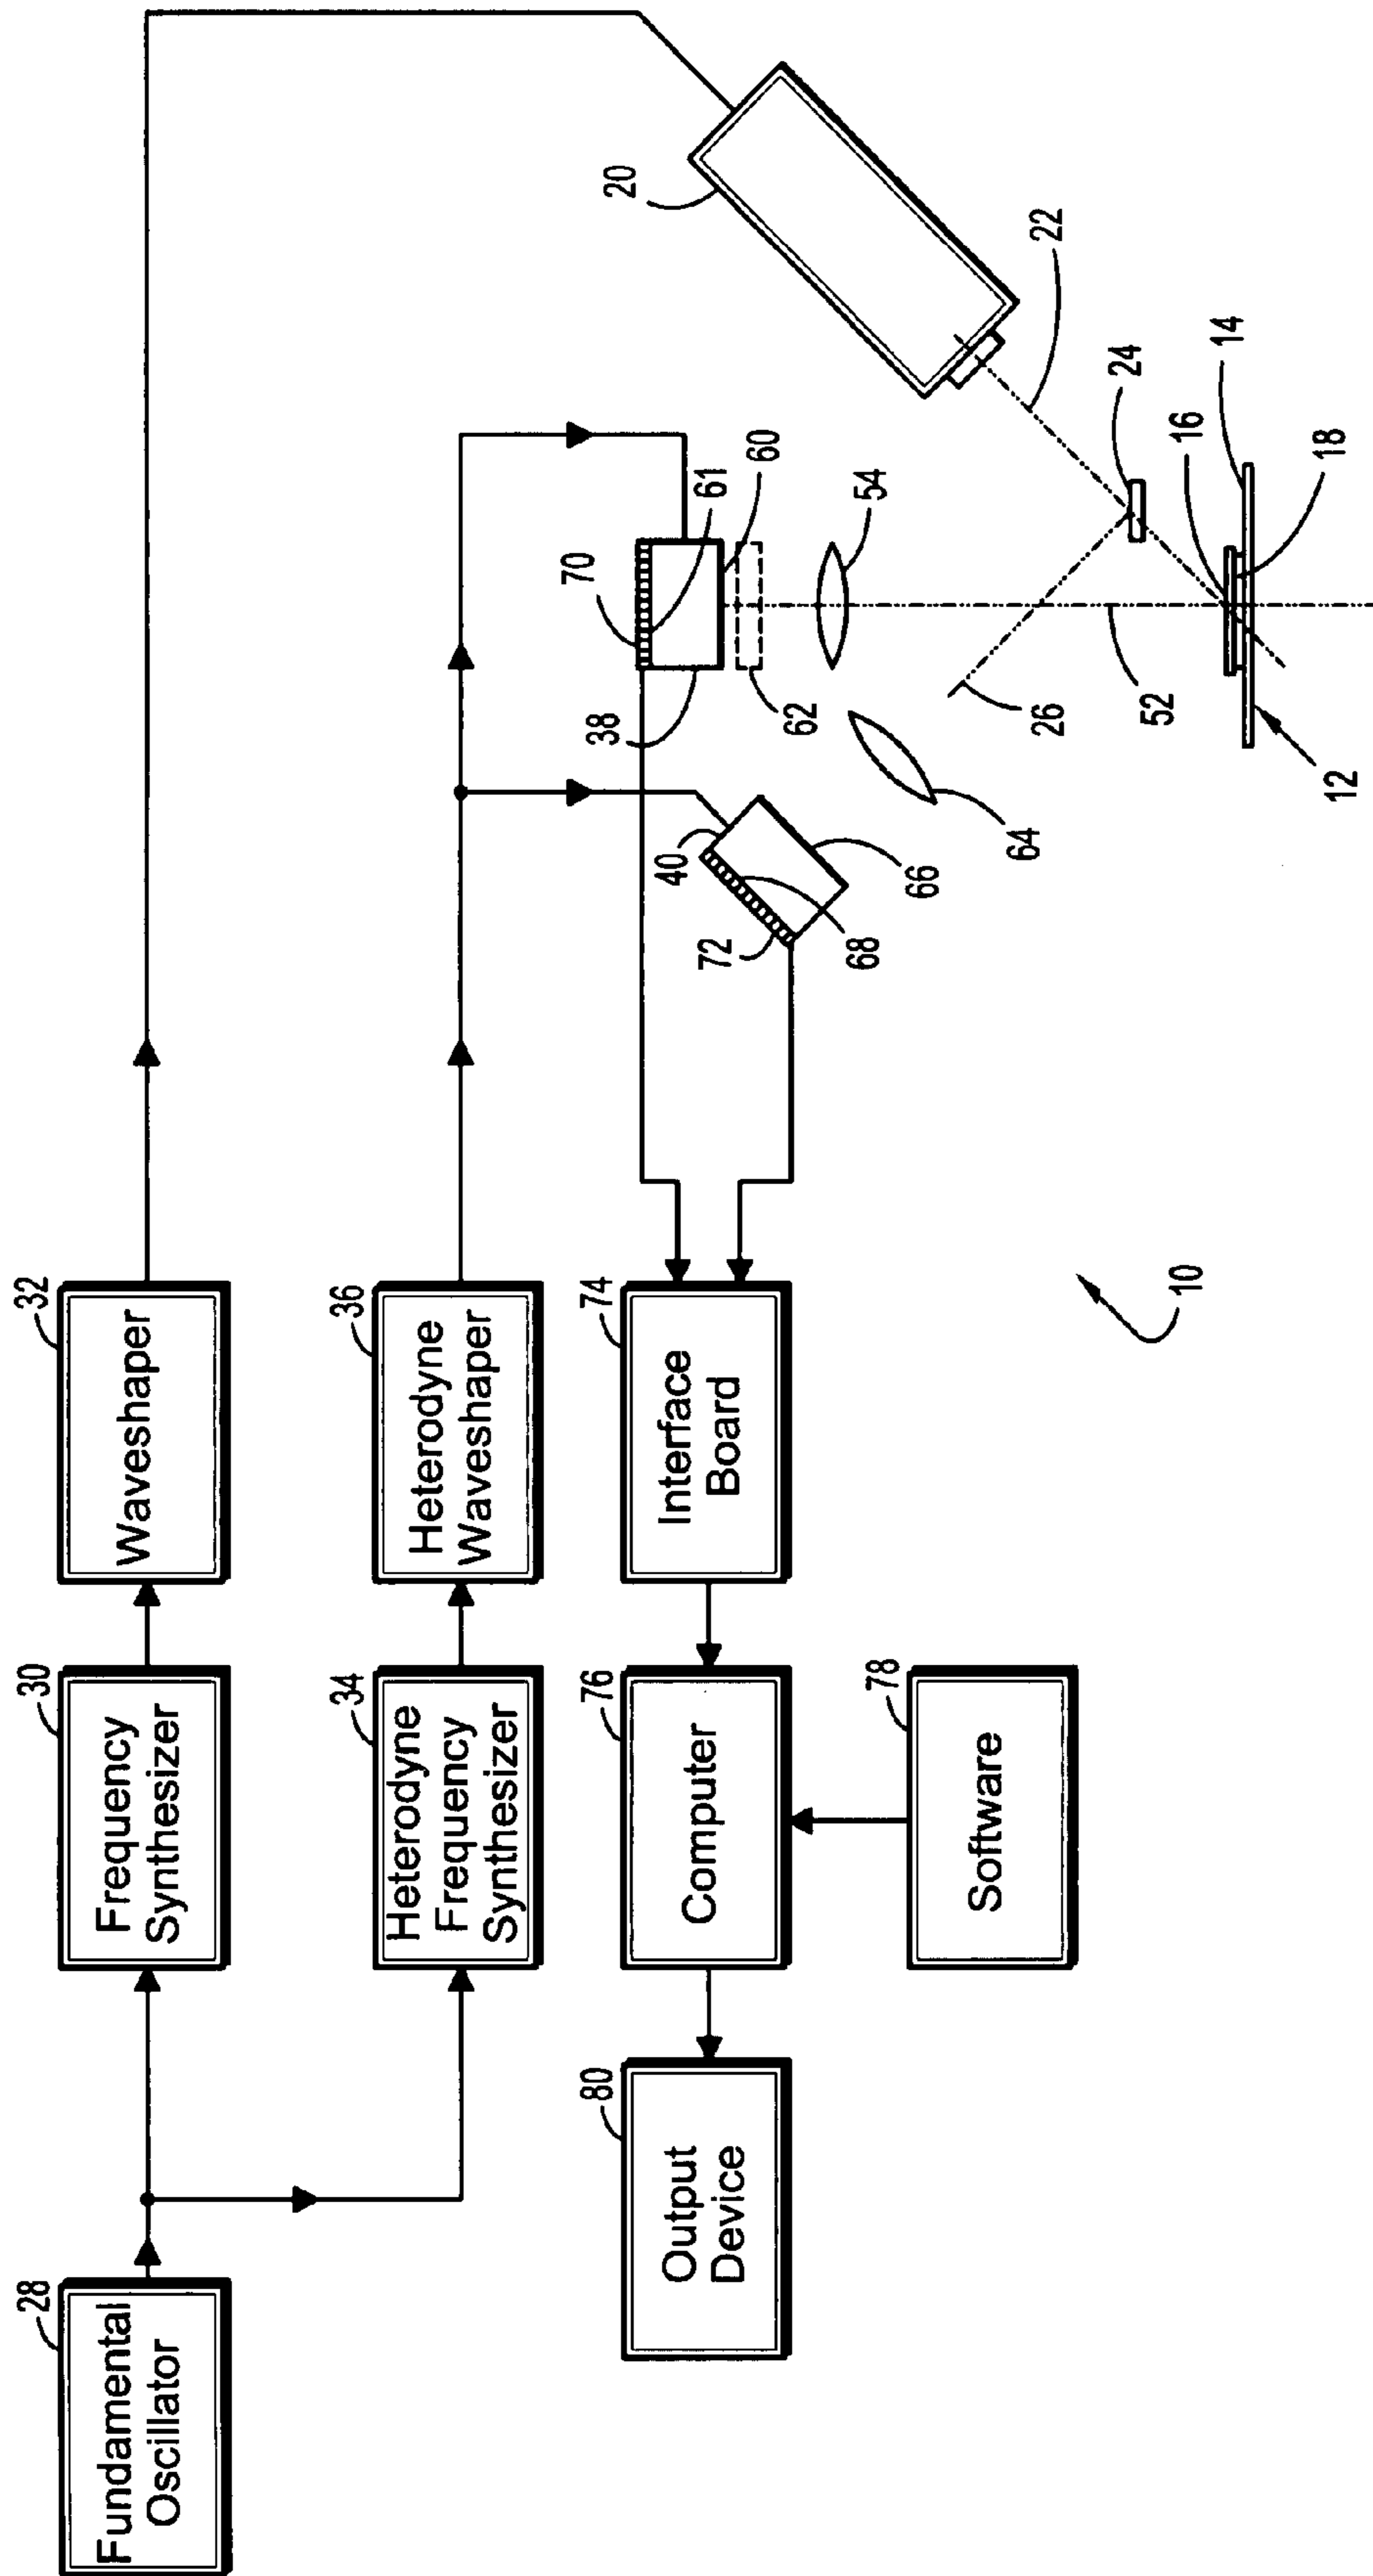 28
Fundamental
Oscillator
30
Frequency
Synthesizer
32
Waveshaper
34
Heterodyne
Frequency
Synthesizer
36
Heterodyne
Waveshaper
80
Output
Device
76
Computer
74
Interface
Board
78
Software
10
20
22
24
26
70
61
60
38
62
54
40
72
68
66
64
52
16
18
14
12